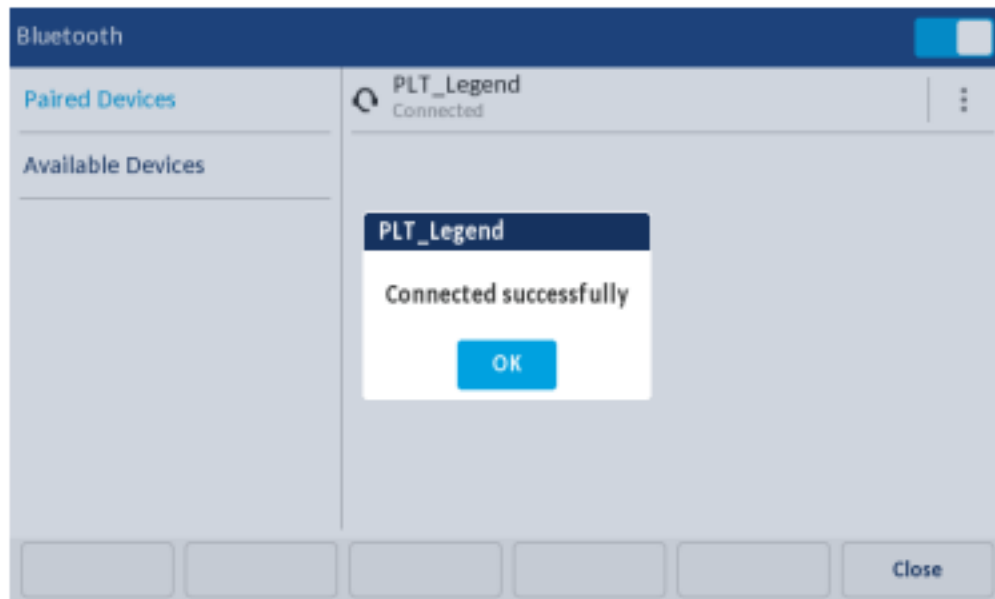 Bluetooth
Paired Devices
Available Devices
PLT_Legend
Connected
PLT_Legend
Connected successfully
OK
Close